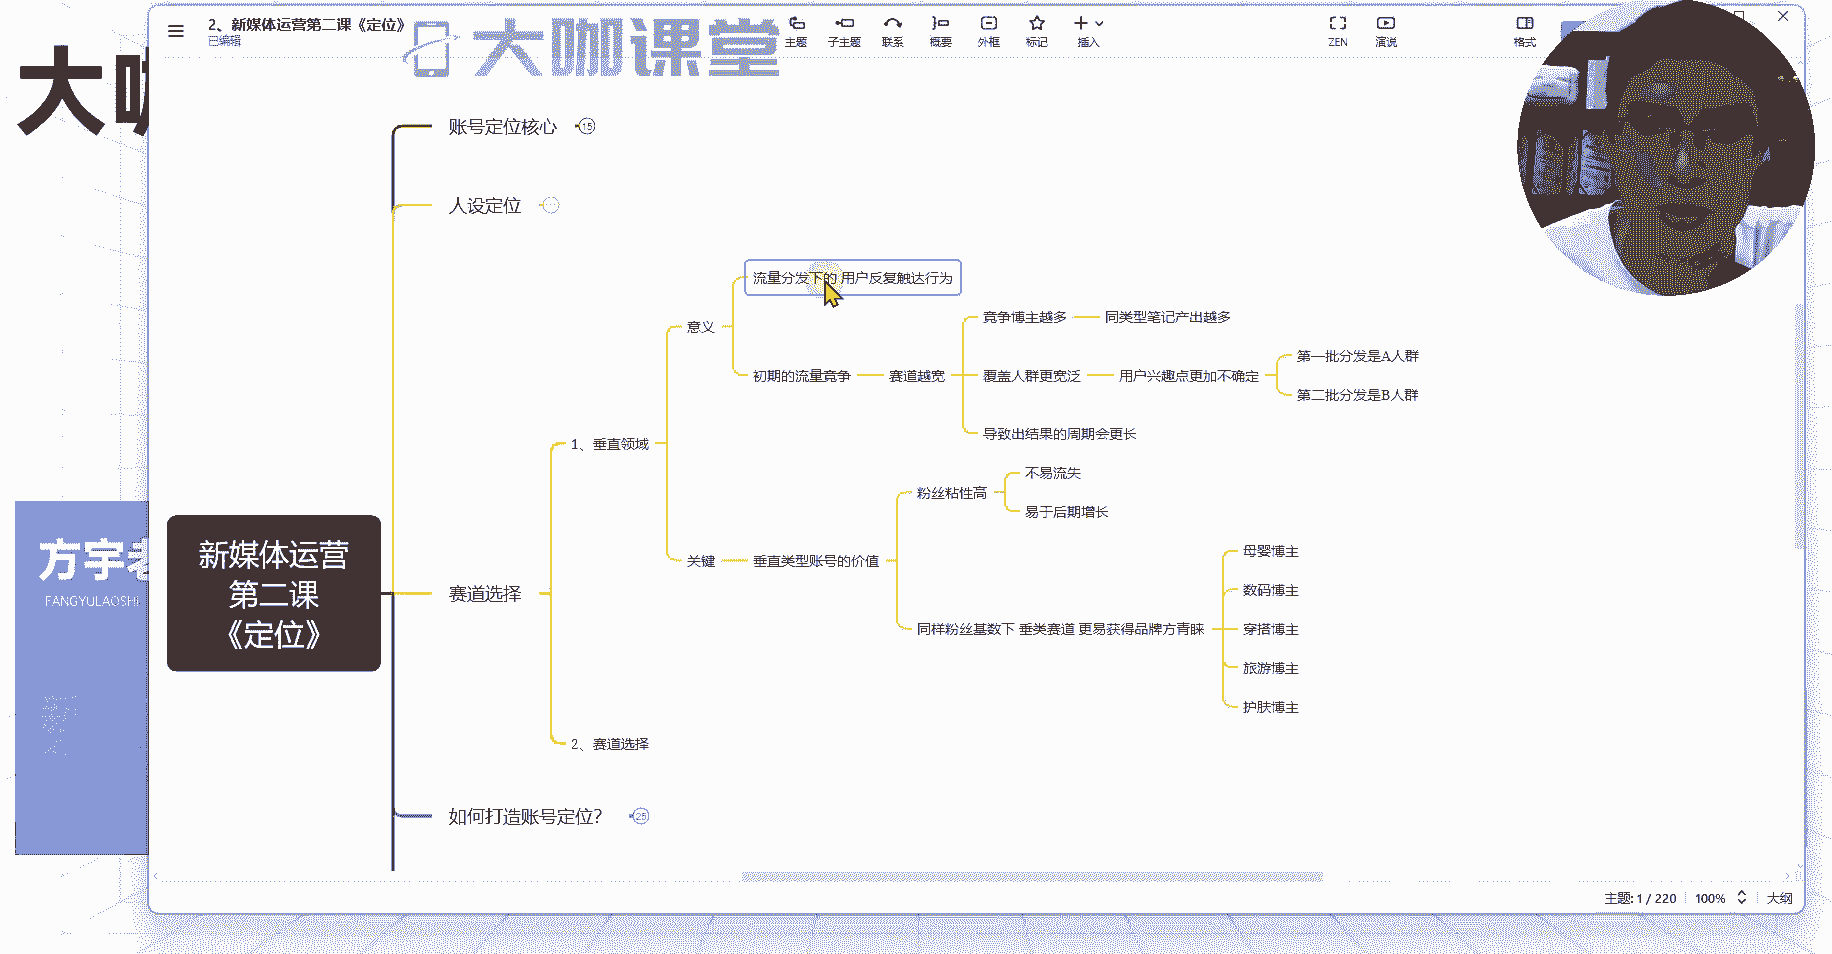 2、新媒体运营第二课《定位》
已编辑
大咖课堂
主题
子主题
联系
概要
外框
标记
插入
ZEN
演说
格式
大
账号定位核心
15
人设定位
流量分发下的 用户反复触达行为
意义
竞争博主越多
同类型笔记产出越多
初期的流量竞争
赛道越宽
覆盖人群更宽泛
用户兴趣点更加不确定
第一批分发是A人群
第二批分发是B人群
导致出结果的周期会更长
1、垂直领域
粉丝粘性高
不易流失
易于后期增长
关键
垂直类型账号的价值
同样粉丝基数下 垂类赛道 更易获得品牌方青睐
母婴博主
数码博主
穿搭博主
旅游博主
护肤博主
新媒体运营
第二课
《定位》
赛道选择
2、赛道选择
如何打造账号定位?
25
方宇老
FANGYULAOSHI
主题: 1 / 220
100%
大纲